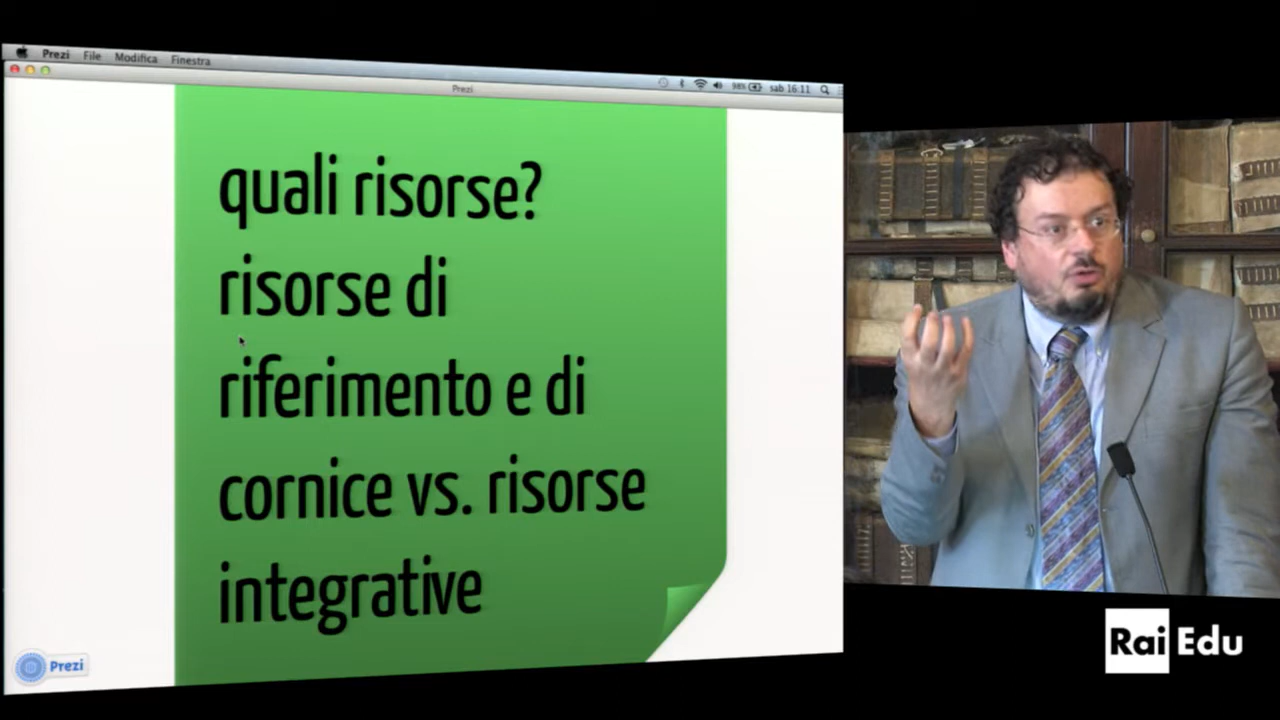 Prezi File Modifica Finestra
98% sab 16:11
Prezi
quali risorse?
risorse di
riferimento e di
cornice vs. risorse
integrative
Prezi
Rai Edu